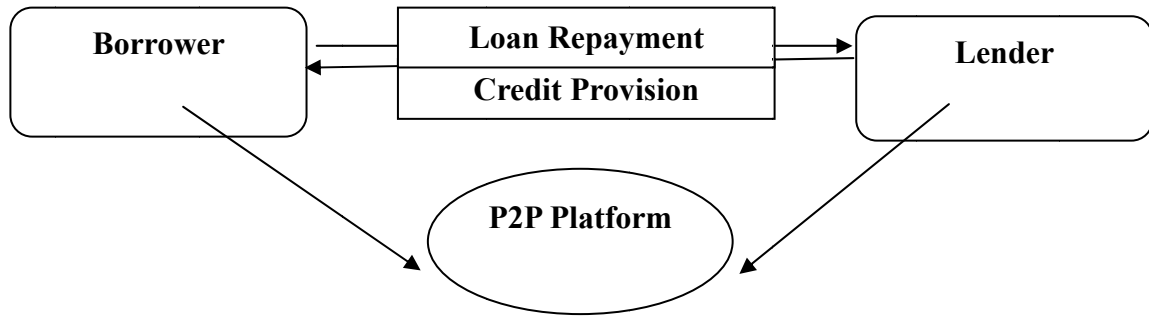 Borrower
Loan Repayment
Lender
Credit Provision
P2P Platform